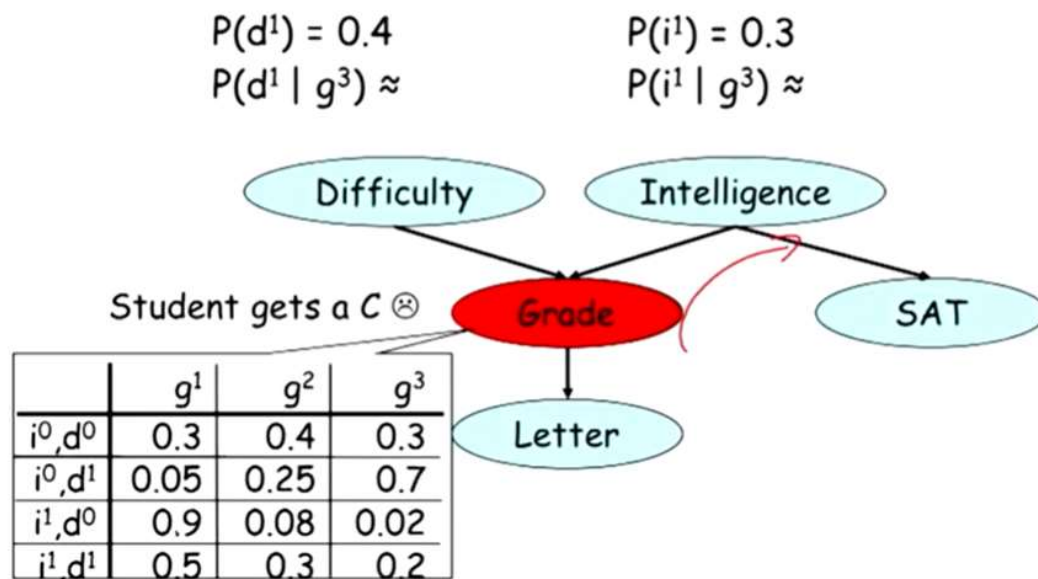 P(d¹) = 0.4
P(i¹) = 0.3
P(d¹ | g³) ≈
P(i¹ | g³) ≈
Difficulty
Intelligence
Student gets a C ☹
Grade
SAT
g¹ g² g³
i⁰,d⁰ 0.3 0.4 0.3
Letter
i⁰,d¹ 0.05 0.25 0.7
i¹,d⁰ 0.9 0.08 0.02
i¹,d¹ 0.5 0.3 0.2